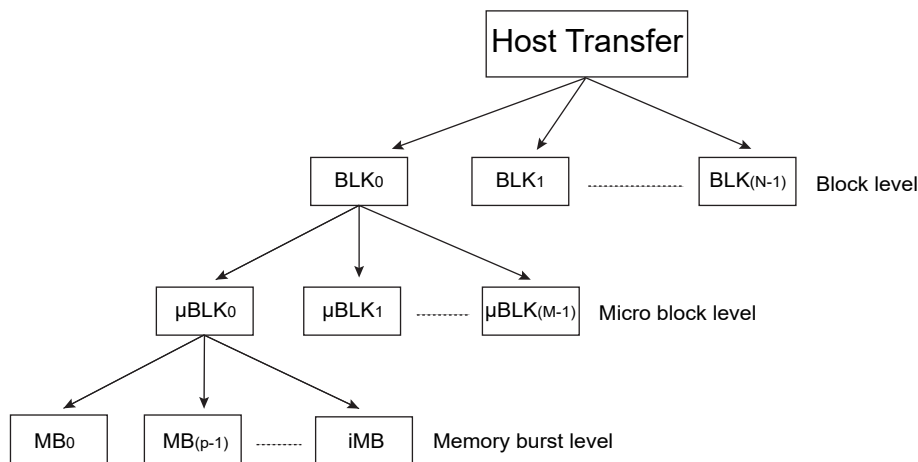 Host Transfer
BLK0 BLK1 BLK(N-1) Block level
µBLK0 µBLK1 µBLK(M-1) Micro block level
MB0 MB(p-1) iMB Memory burst level